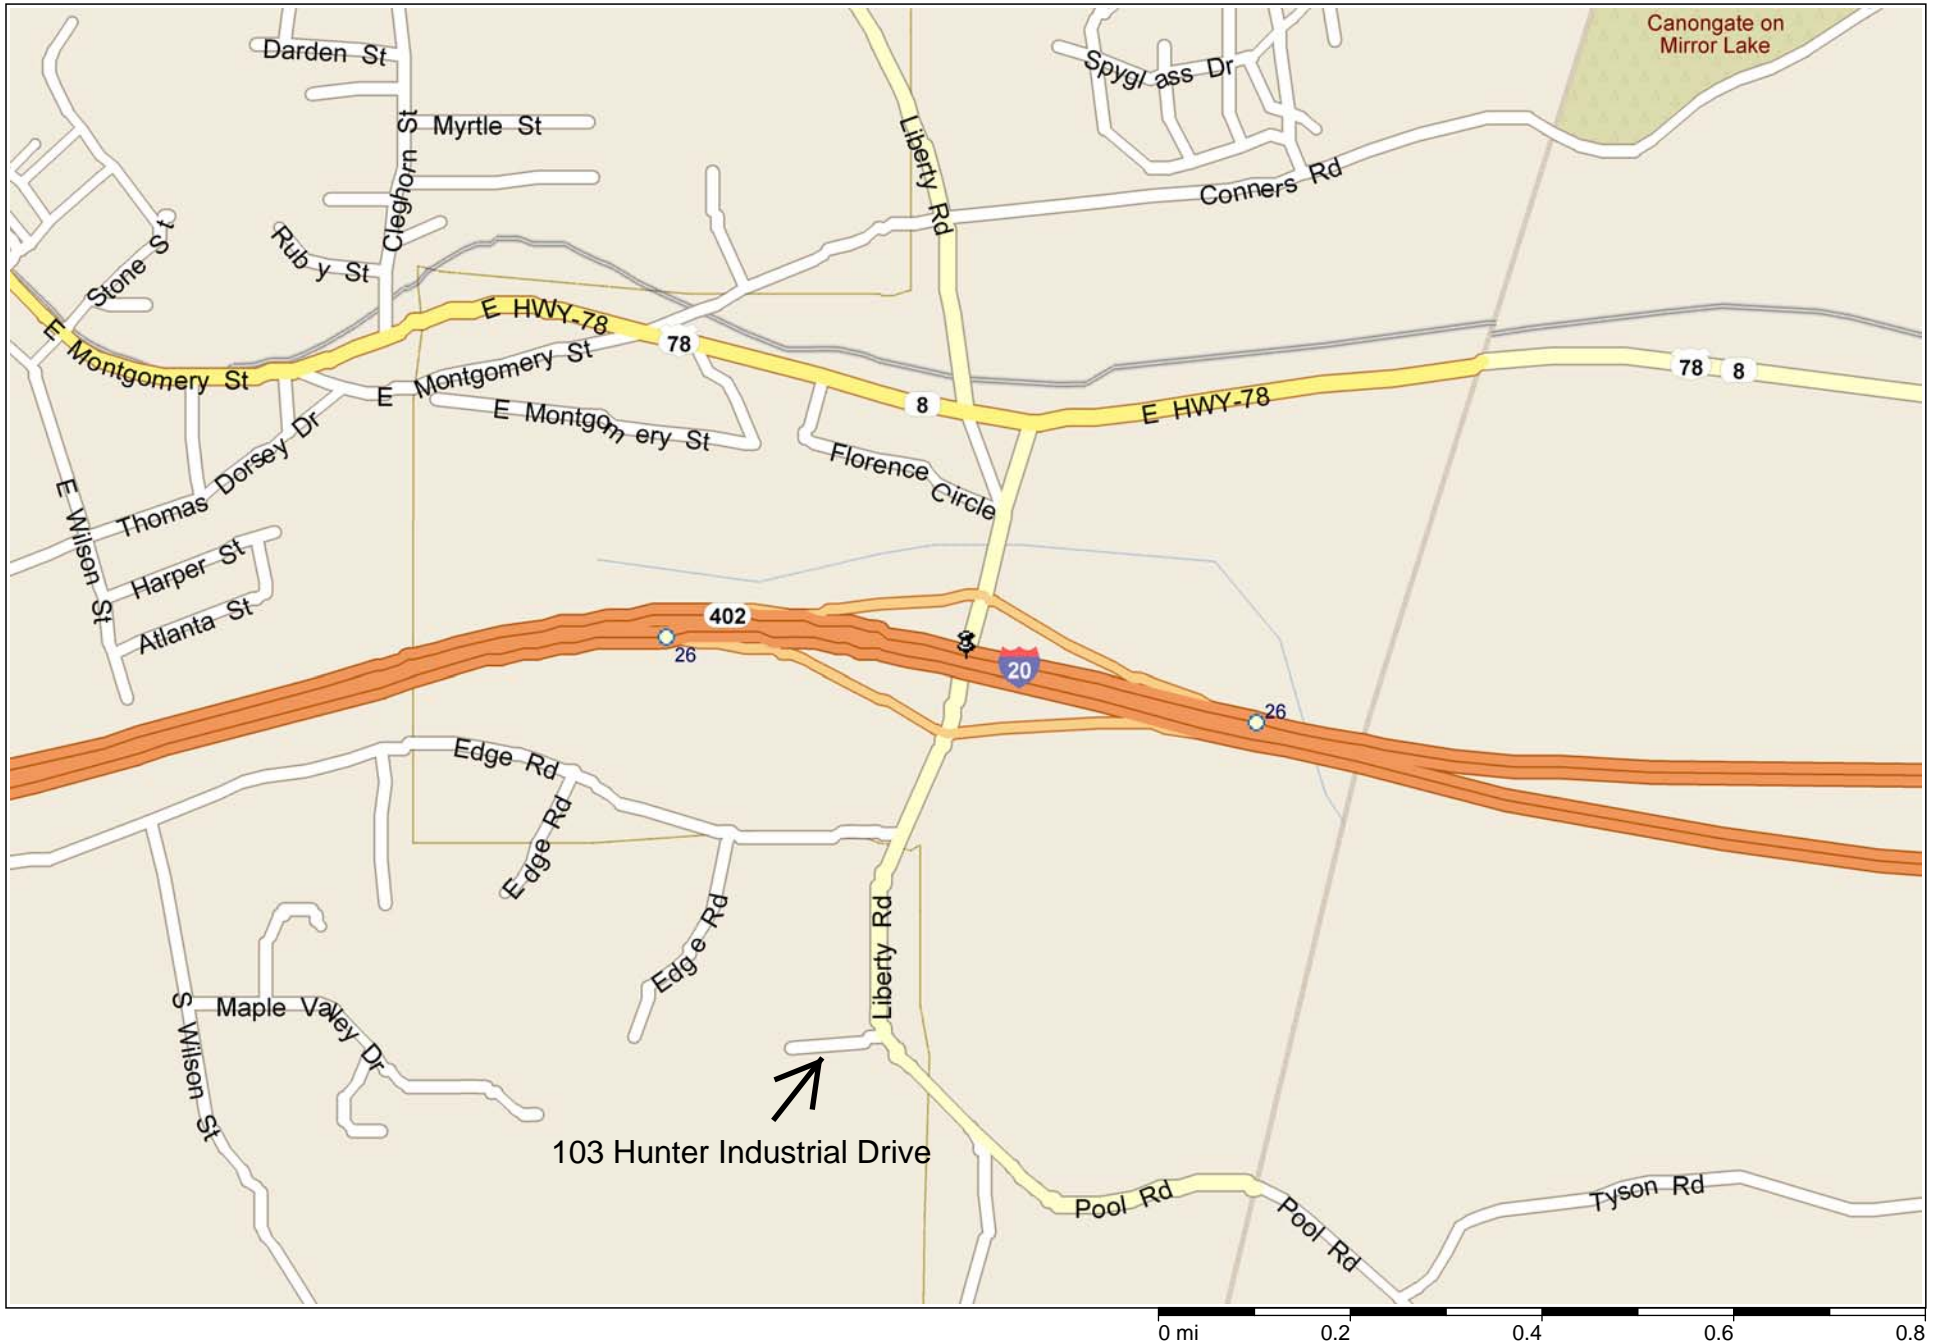 Canongate on
Mirror Lake
Darden St
Spyglass Dr
Myrtle St
Cleghorn St
Liberty Rd
Conners Rd
Stone St
Ruby St
E HWY-78
78
E Montgomery St
E Montgomery St
E Montgomery St
8
E HWY-78
78
8
Thomas Dorsey Dr
Florence Circle
E Wilson St
Harper St
Atlanta St
402
26
20
26
Edge Rd
Edge Rd
Edge Rd
Liberty Rd
Maple Valley Dr
S Wilson St
103 Hunter Industrial Drive
Pool Rd
Pool Rd
Tyson Rd
0 mi 0.2 0.4 0.6 0.8